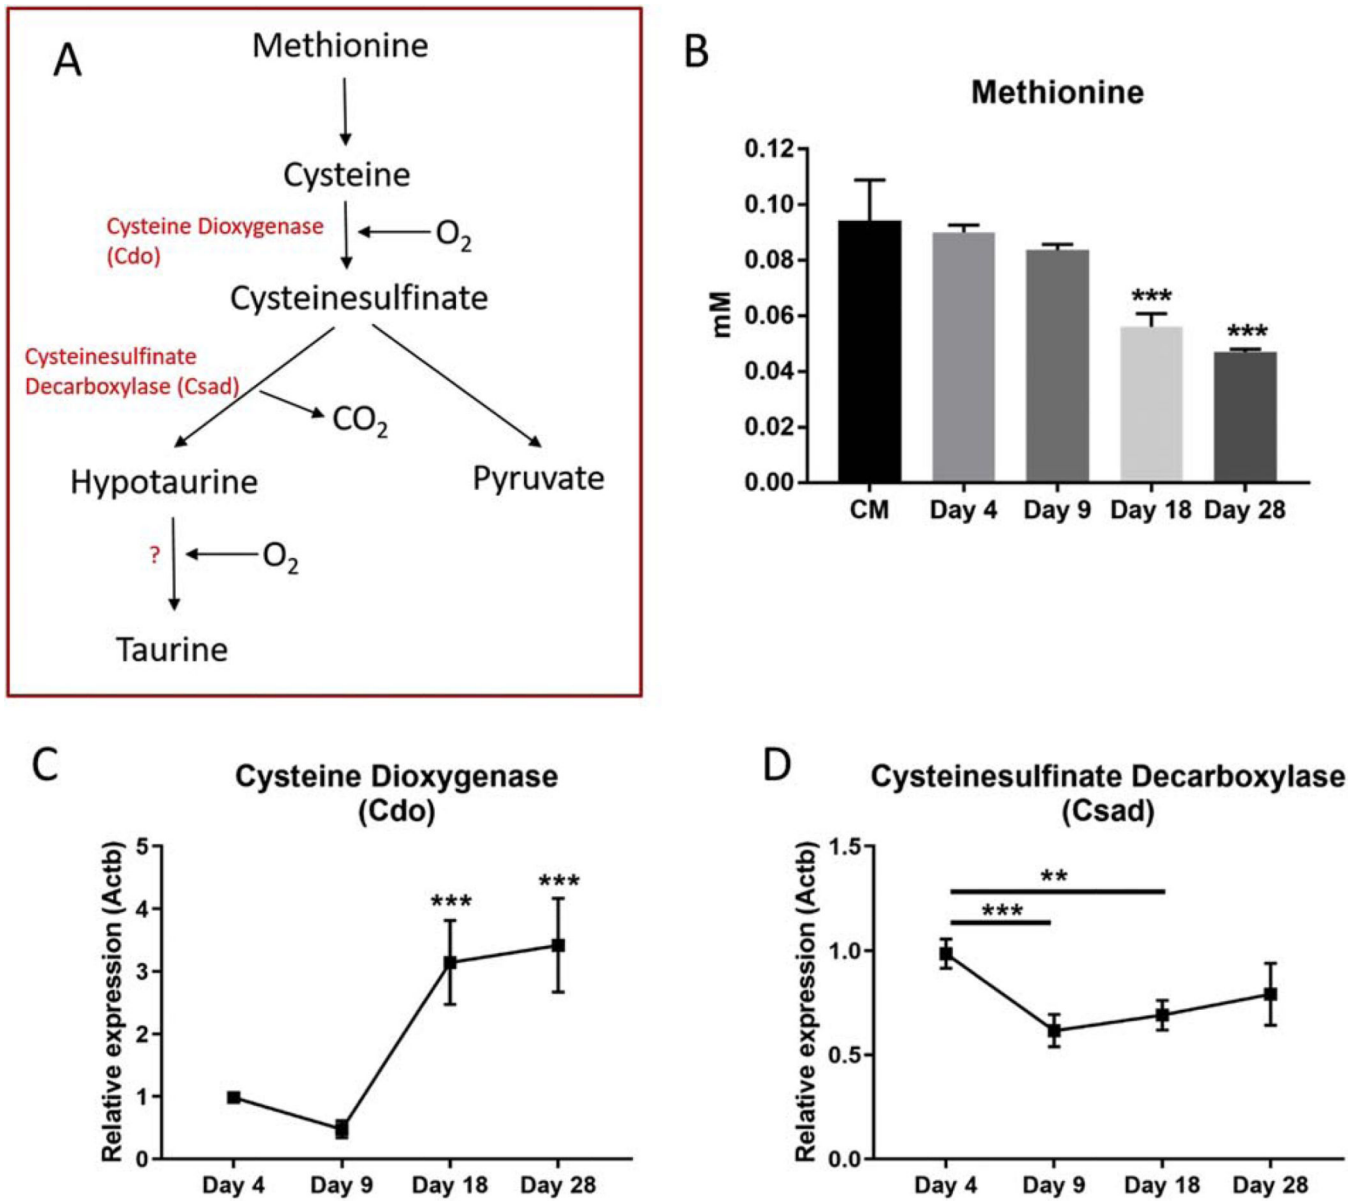 A
Methionine
Cysteine
Cysteine Dioxygenase
(Cdo)
O2
Cysteinesulfinate
Cysteinesulfinate
Decarboxylase (Csad)
CO2
Hypotaurine
Pyruvate
?
O2
Taurine
B
Methionine
mM
0.12
0.10
0.08
0.06
0.04
0.02
0.00
***
***
CM Day 4 Day 9 Day 18 Day 28
C
Cysteine Dioxygenase
(Cdo)
Relative expression (Actb)
5
4
3
2
1
0
***
***
Day 4 Day 9 Day 18 Day 28
D
Cysteinesulfinate Decarboxylase
(Csad)
Relative expression (Actb)
1.5
1.0
0.5
0.0
**
***
Day 4 Day 9 Day 18 Day 28